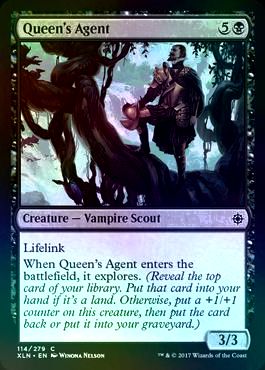 Queen's Agent 5
Creature — Vampire Scout
Lifelink
When Queen's Agent enters the
battlefield, it explores. (Reveal the
top card of your library. Put that card into your
hand if it's a land. Otherwise, put a +1/+1
counter on this creature, then put the card
back or put it into your graveyard.)
3/3
114/279 C
XLN • EN Winona Nelson
™ & © 2017 Wizards of the Coast